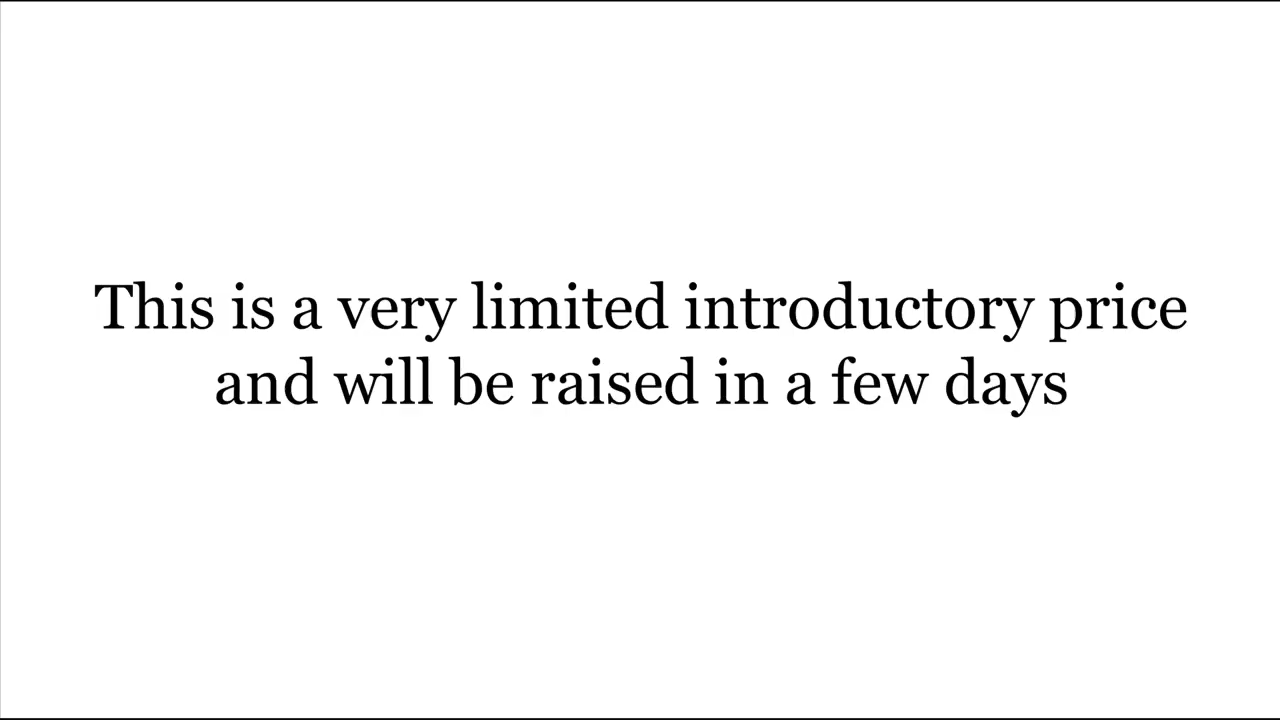 This is a very limited introductory price
and will be raised in a few days